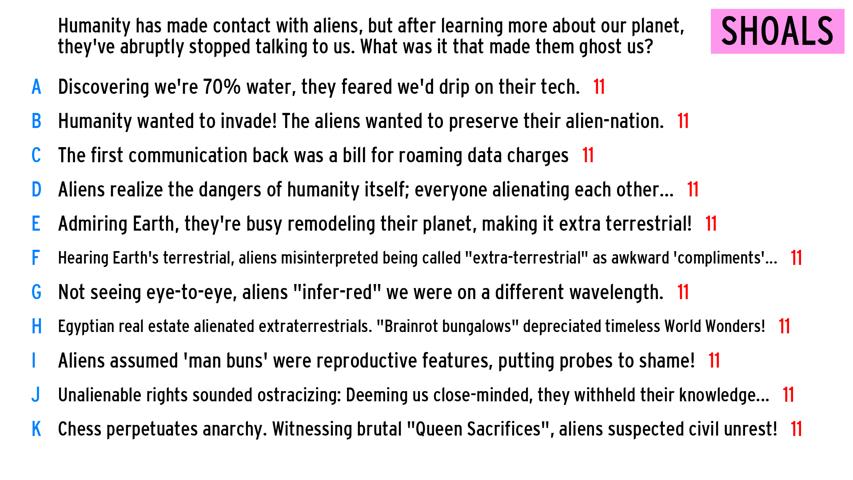 Humanity has made contact with aliens, but after learning more about our planet,
they've abruptly stopped talking to us. What was it that made them ghost us?
SHOALS
A Discovering we're 70% water, they feared we'd drip on their tech. 11
B Humanity wanted to invade! The aliens wanted to preserve their alien-nation. 11
C The first communication back was a bill for roaming data charges 11
D Aliens realize the dangers of humanity itself; everyone alienating each other... 11
E Admiring Earth, they're busy remodeling their planet, making it extra terrestrial! 11
F Hearing Earth's terrestrial, aliens misinterpreted being called "extra-terrestrial" as awkward 'compliments'... 11
G Not seeing eye-to-eye, aliens "infer-red" we were on a different wavelength. 11
H Egyptian real estate alienated extraterrestrials. "Brainrot bungalows" depreciated timeless World Wonders! 11
I Aliens assumed 'man buns' were reproductive features, putting probes to shame! 11
J Unalienable rights sounded ostracizing: Deeming us close-minded, they withheld their knowledge... 11
K Chess perpetuates anarchy. Witnessing brutal "Queen Sacrifices", aliens suspected civil unrest! 11